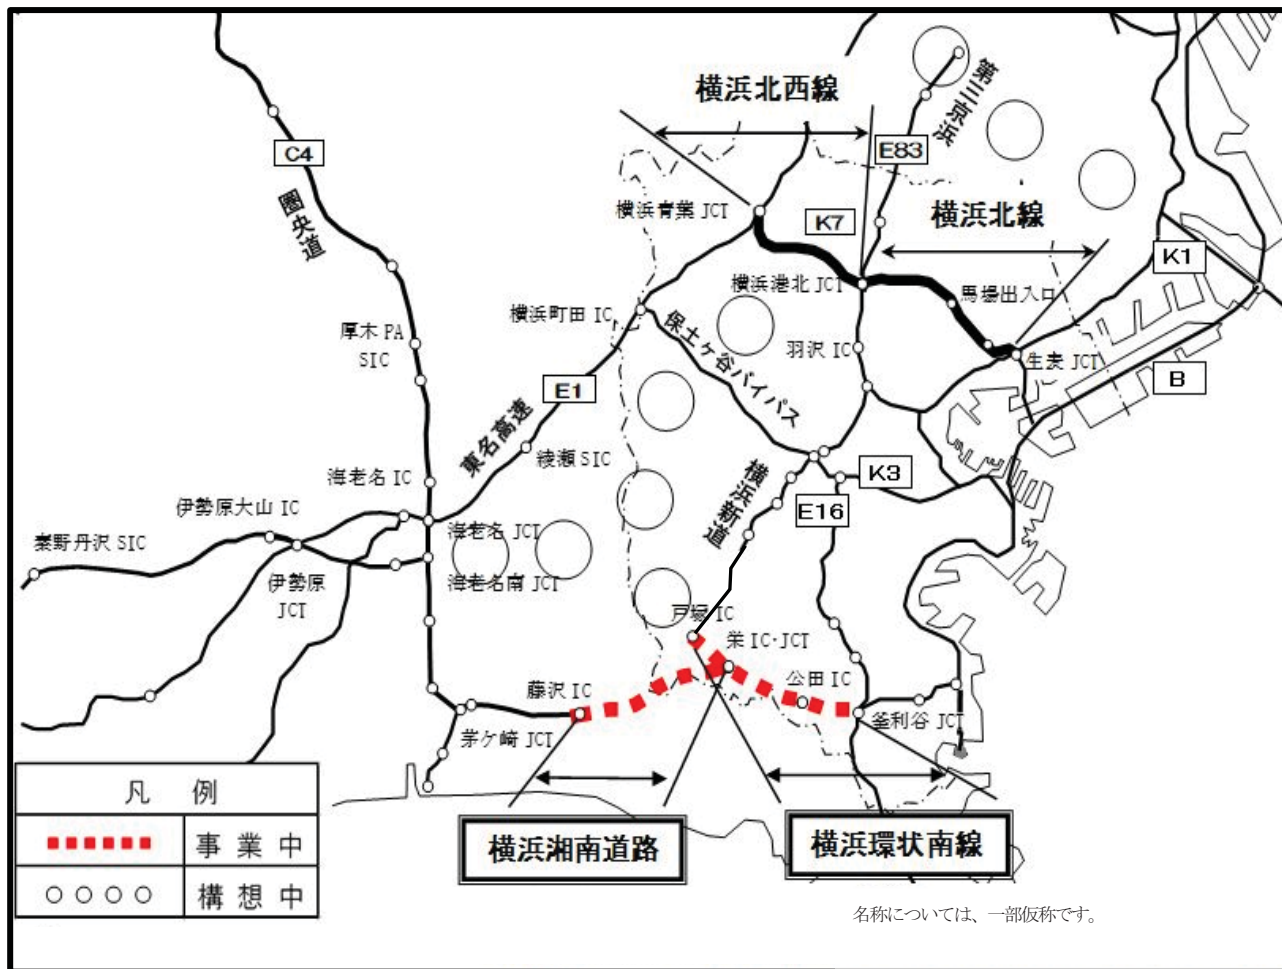 横浜北西線
第三京浜
C4
E83
圏央道
横浜青葉 JCT
K7
横浜北線
K1
横浜港北 JCT
馬場出入口
横浜町田 IC
保土ヶ谷バイパス
厚木 PA
SIC
羽沢 IC
生麦 JCT
B
E1
東名高速
綾瀬 SIC
海老名 IC
横浜新道
K3
伊勢原大山 IC
E16
秦野丹沢 SIC
海老名 JCT
伊勢原
JCT
海老名南 JCT
戸塚 IC
栄 IC・JCT
公田 IC
藤沢 IC
釜利谷 JCT
茅ケ崎 JCT
凡 例
事 業 中
構 想 中
横浜湘南道路
横浜環状南線
名称については、一部仮称です。